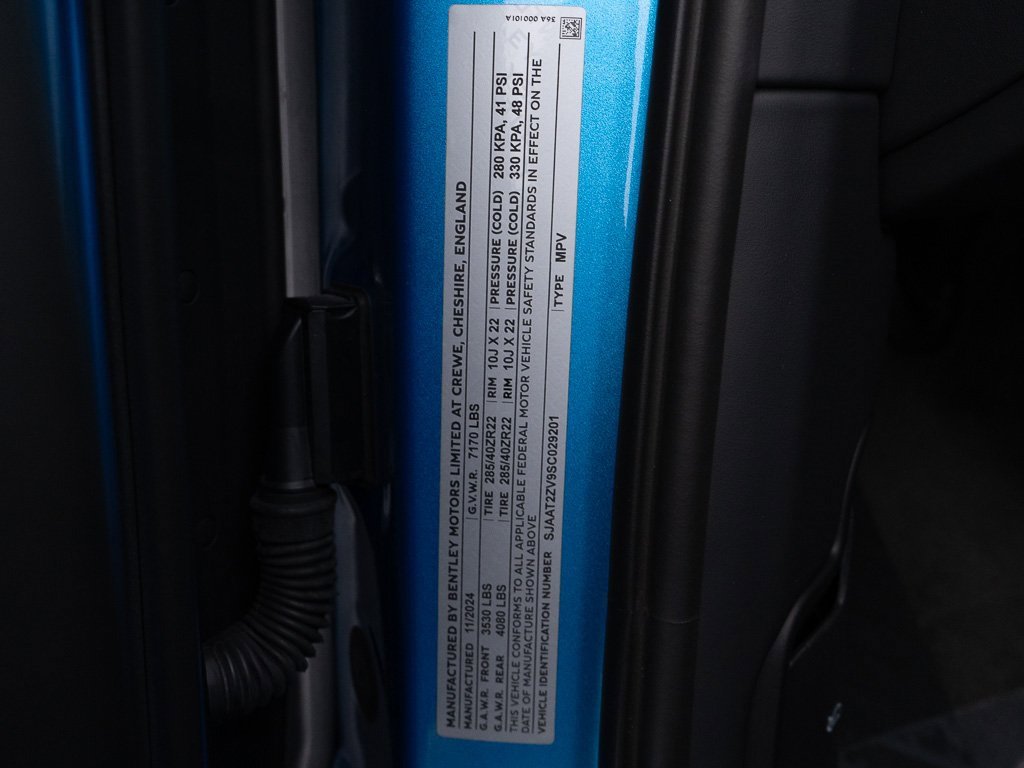 36A 000101A
MANUFACTURED BY BENTLEY MOTORS LIMITED AT CREWE, CHESHIRE, ENGLAND
MANUFACTURED 11/2024 G.V.W.R. 7170 LBS
G.A.W.R. FRONT 3530 LBS TIRE 285/40ZR22 RIM 10J X 22 PRESSURE (COLD) 280 KPA, 41 PSI
G.A.W.R. REAR 4080 LBS TIRE 285/40ZR22 RIM 10J X 22 PRESSURE (COLD) 330 KPA, 48 PSI
THIS VEHICLE CONFORMS TO ALL APPLICABLE FEDERAL MOTOR VEHICLE SAFETY STANDARDS IN EFFECT ON THE
DATE OF MANUFACTURE SHOWN ABOVE
VEHICLE IDENTIFICATION NUMBER SJAAT2ZV9SC029201 TYPE MPV